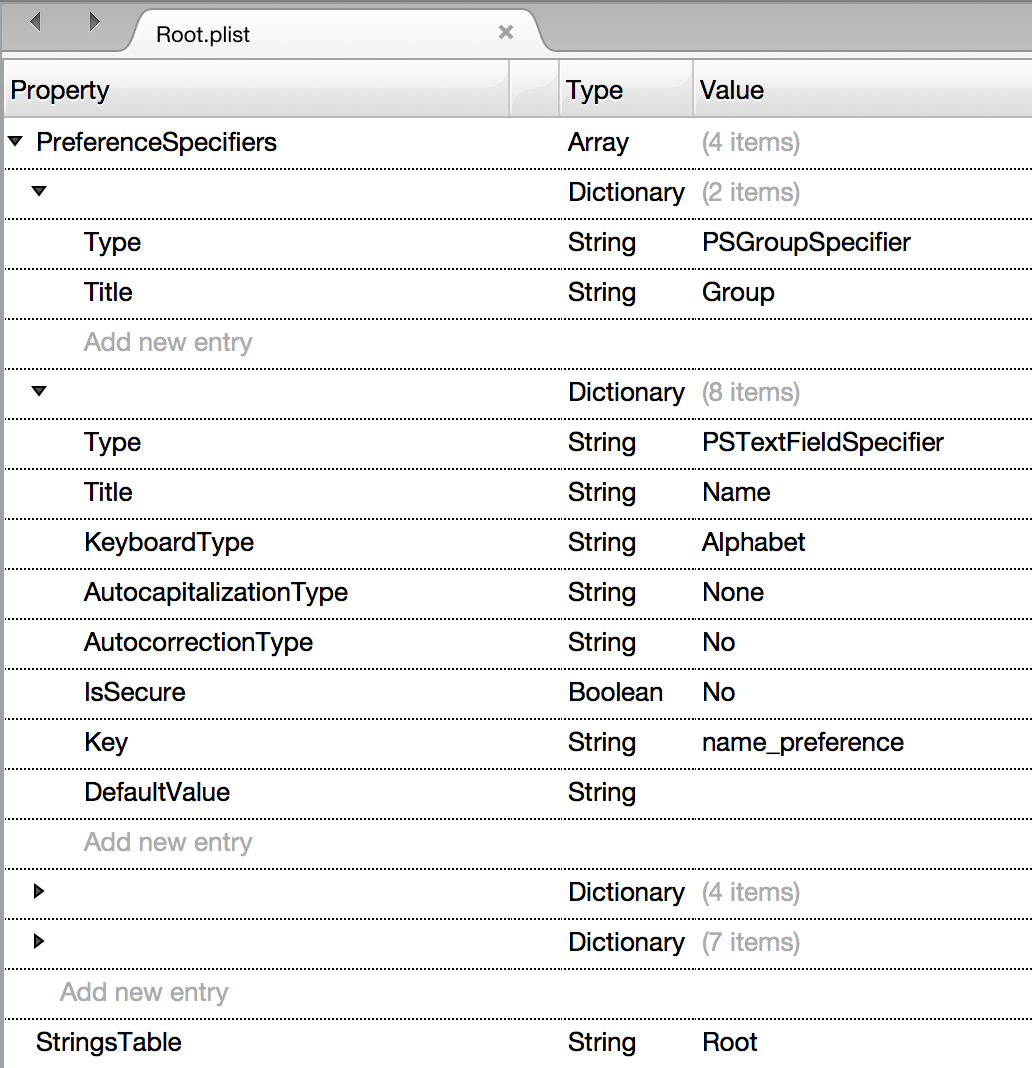 Root.plist
Property Type Value
PreferenceSpecifiers Array (4 items)
Dictionary (2 items)
Type String PSGroupSpecifier
Title String Group
Add new entry
Dictionary (8 items)
Type String PSTextFieldSpecifier
Title String Name
KeyboardType String Alphabet
AutocapitalizationType String None
AutocorrectionType String No
IsSecure Boolean No
Key String name_preference
DefaultValue String
Add new entry
Dictionary (4 items)
Dictionary (7 items)
Add new entry
StringsTable String Root